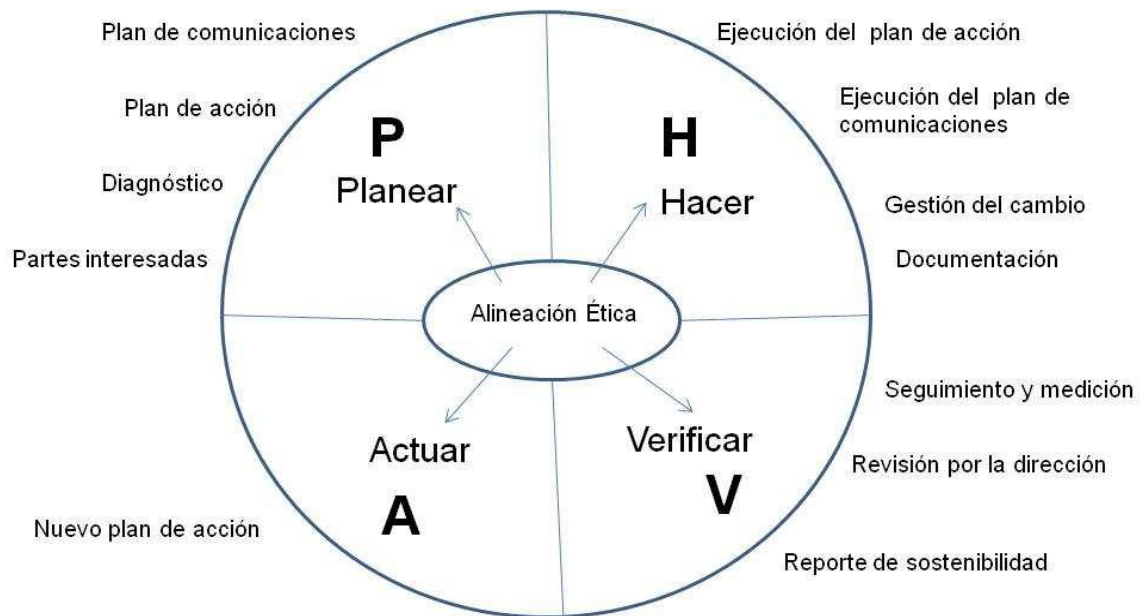 Plan de comunicaciones
Plan de acción
Diagnóstico
Partes interesadas
P
Planear
H
Hacer
Ejecución del plan de acción
Ejecución del plan de
comunicaciones
Gestión del cambio
Documentación
Alineación Ética
Actuar
A
Nuevo plan de acción
Verificar
V
Seguimiento y medición
Revisión por la dirección
Reporte de sostenibilidad